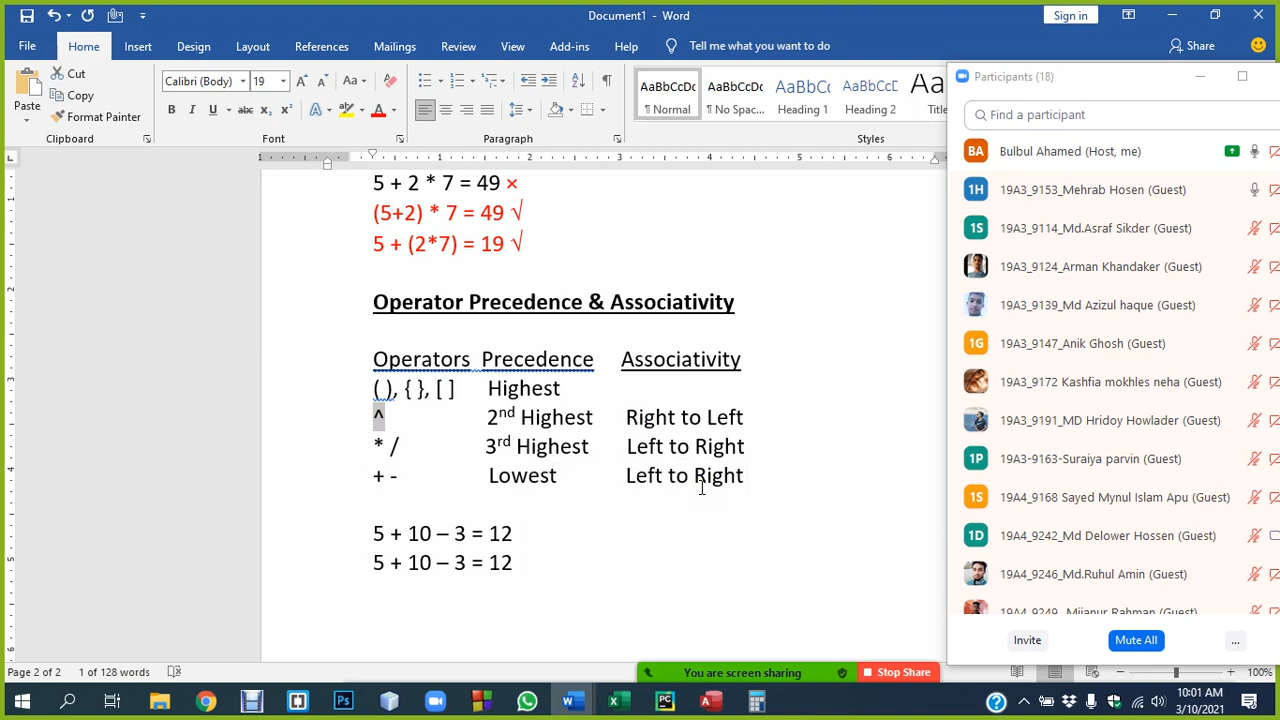 Document1 - Word
Sign in
File Home Insert Design Layout References Mailings Review View Add-ins Help Tell me what you want to do Share
Paste
Cut
Copy
Format Painter
Clipboard
Calibri (Body) 19
Aa
B I U abc x₂ x²
Font
Paragraph
AaBbCcDc
¶ Normal
AaBbCcDc
¶ No Spac...
AaBbCc
Heading 1
AaBbCcC
Heading 2
Styles
5 + 2 * 7 = 49 ×
(5+2) * 7 = 49 √
5 + (2*7) = 19 √
Operator Precedence & Associativity
Operators Precedence Associativity
( ), { }, [ ] Highest
^ 2nd Highest Right to Left
* / 3rd Highest Left to Right
+ - Lowest Left to Right
5 + 10 – 3 = 12
5 + 10 – 3 = 12
Participants (18)
Find a participant
BA Bulbul Ahamed (Host, me)
1H 19A3_9153_Mehrab Hosen (Guest)
1S 19A3_9114_Md.Asraf Sikder (Guest)
19A3_9124_Arman Khandaker (Guest)
19A3_9139_Md Azizul haque (Guest)
1G 19A3_9147_Anik Ghosh (Guest)
19A3_9172 Kashfia mokhles neha (Guest)
19A3_9191_MD Hridoy Howlader (Guest)
1P 19A3-9163-Suraiya parvin (Guest)
1S 19A4_9168 Sayed Mynul Islam Apu (Guest)
1D 19A4_9242_Md Delower Hossen (Guest)
19A4_9246_Md.Ruhul Amin (Guest)
19A4_9249_ Mijanur Rahman (Guest)
Invite Mute All ...
Page 2 of 2 1 of 128 words
You are screen sharing Stop Share
100%
10:01 AM
3/10/2021